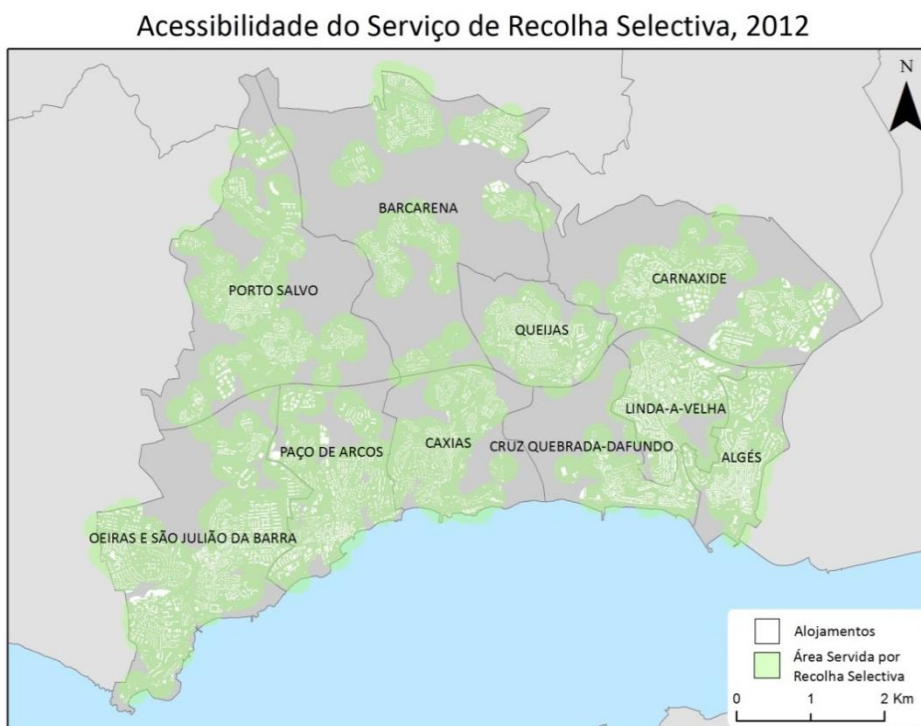 Acessibilidade do Serviço de Recolha Selectiva, 2012
N
BARCARENA
CARNAXIDE
PORTO SALVO
QUEIJAS
LINDA-A-VELHA
PAÇO DE ARCOS
CAXIAS
CRUZ QUEBRADA-DAFUNDO
ALGÉS
OEIRAS E SÃO JULIÃO DA BARRA
Alojamentos
Área Servida por
Recolha Selectiva
0 1 2 Km